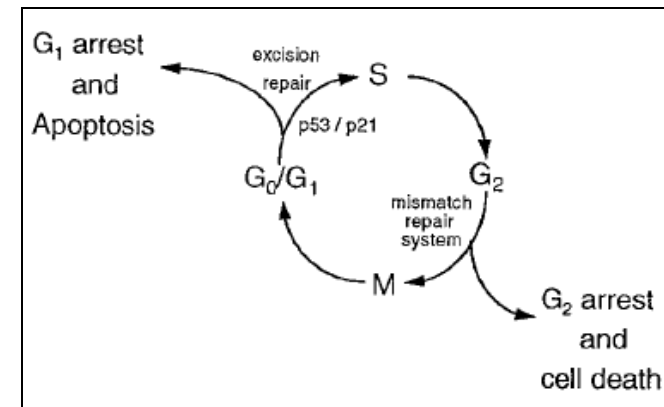 G₁ arrest
and
Apoptosis
excision
repair
p53 / p21
S
G₀/G₁
G₂
mismatch
repair
system
M
G₂ arrest
and
cell death